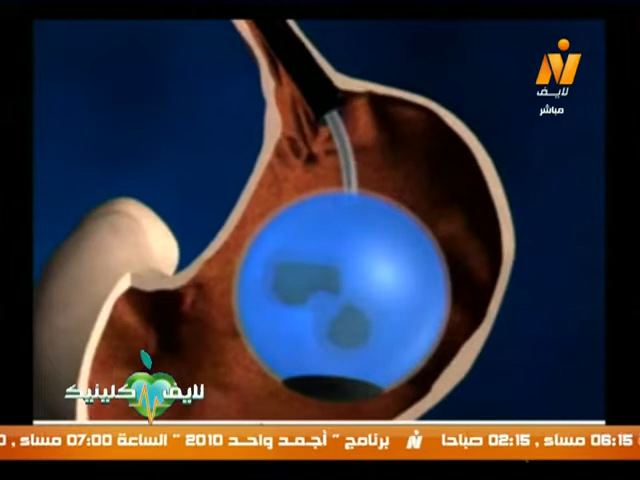 لايف
مباشر
لايف كلينيك
06:15 مساء , 02:15 صباحا برنامج " أجمد واحد 2010 " الساعة 07:00 مساء , 0